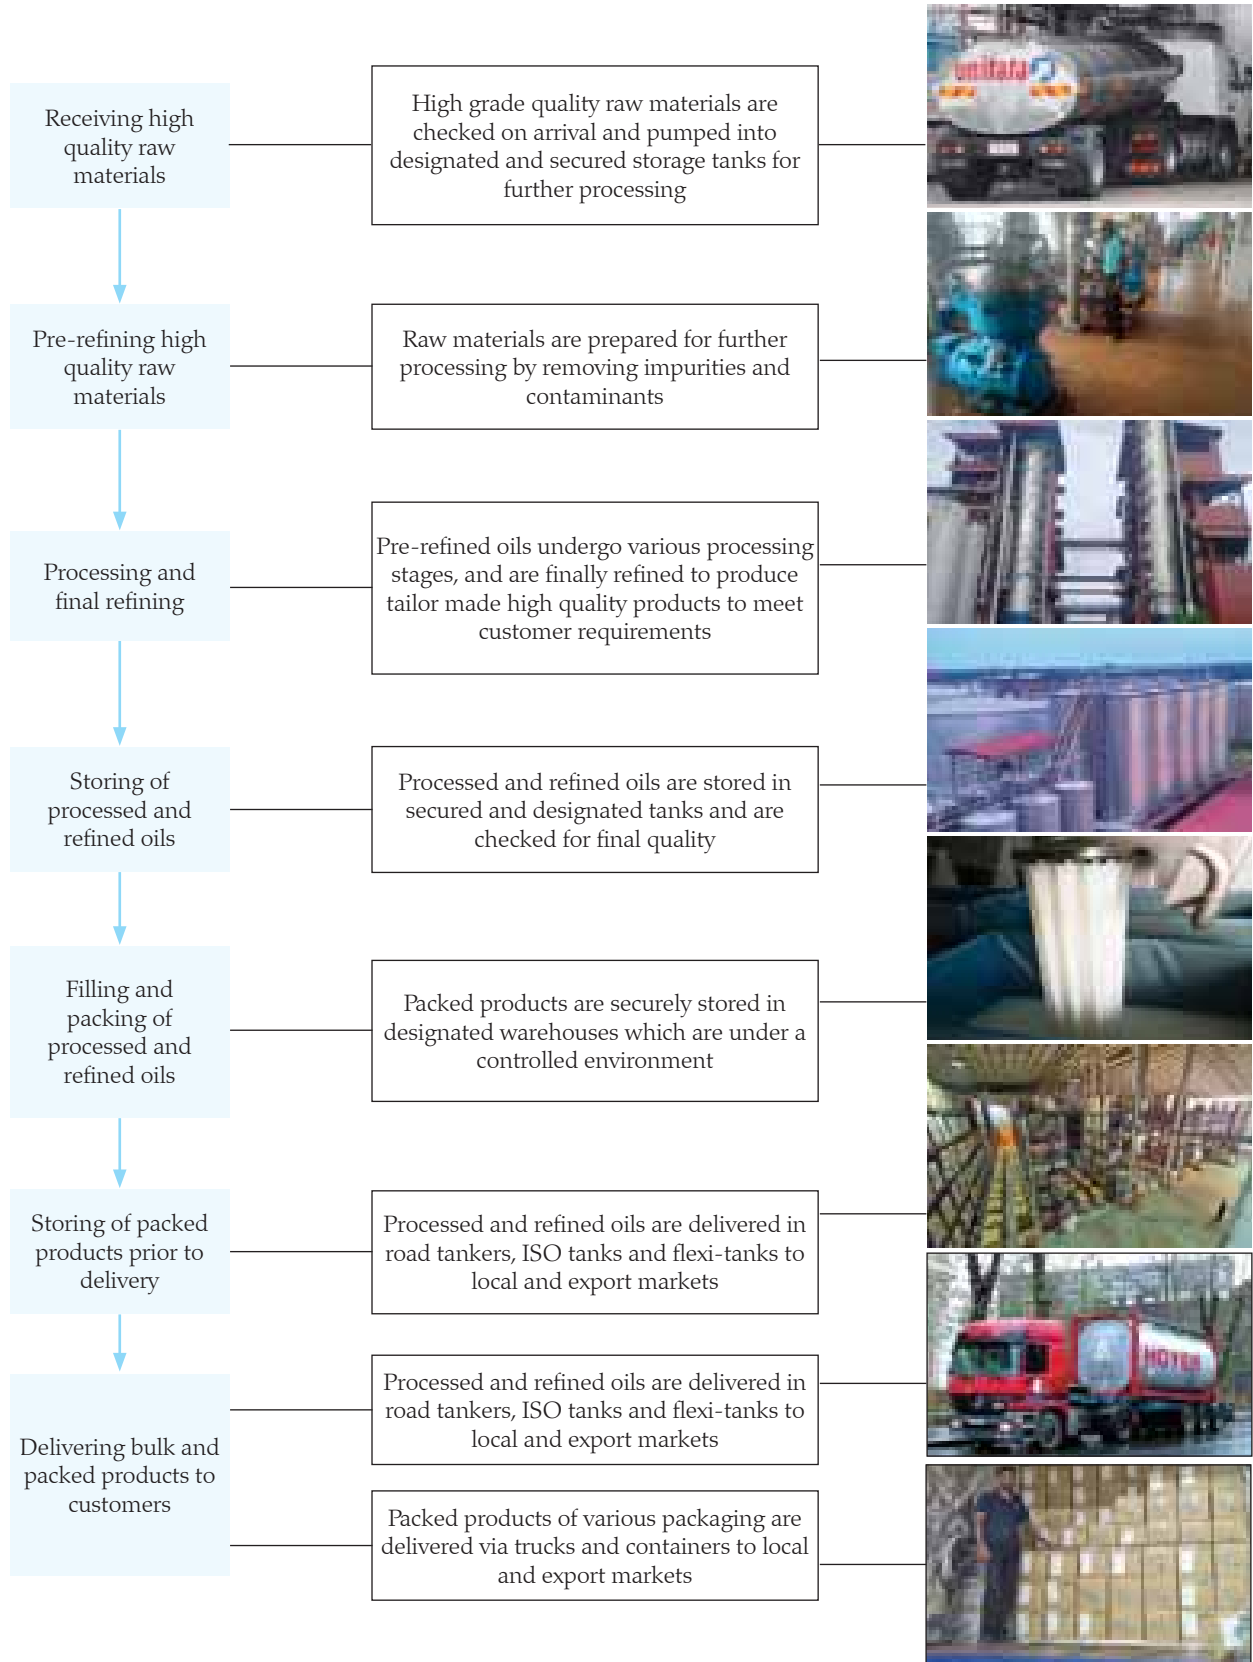 Receiving high
quality raw
materials
High grade quality raw materials are
checked on arrival and pumped into
designated and secured storage tanks for
further processing
unitata
Pre-refining high
quality raw
materials
Raw materials are prepared for further
processing by removing impurities and
contaminants
Processing and
final refining
Pre-refined oils undergo various processing
stages, and are finally refined to produce
tailor made high quality products to meet
customer requirements
Storing of
processed and
refined oils
Processed and refined oils are stored in
secured and designated tanks and are
checked for final quality
Filling and
packing of
processed and
refined oils
Packed products are securely stored in
designated warehouses which are under a
controlled environment
Storing of packed
products prior to
delivery
Processed and refined oils are delivered in
road tankers, ISO tanks and flexi-tanks to
local and export markets
Delivering bulk and
packed products to
customers
Processed and refined oils are delivered in
road tankers, ISO tanks and flexi-tanks to
local and export markets
HOYER
Packed products of various packaging are
delivered via trucks and containers to local
and export markets